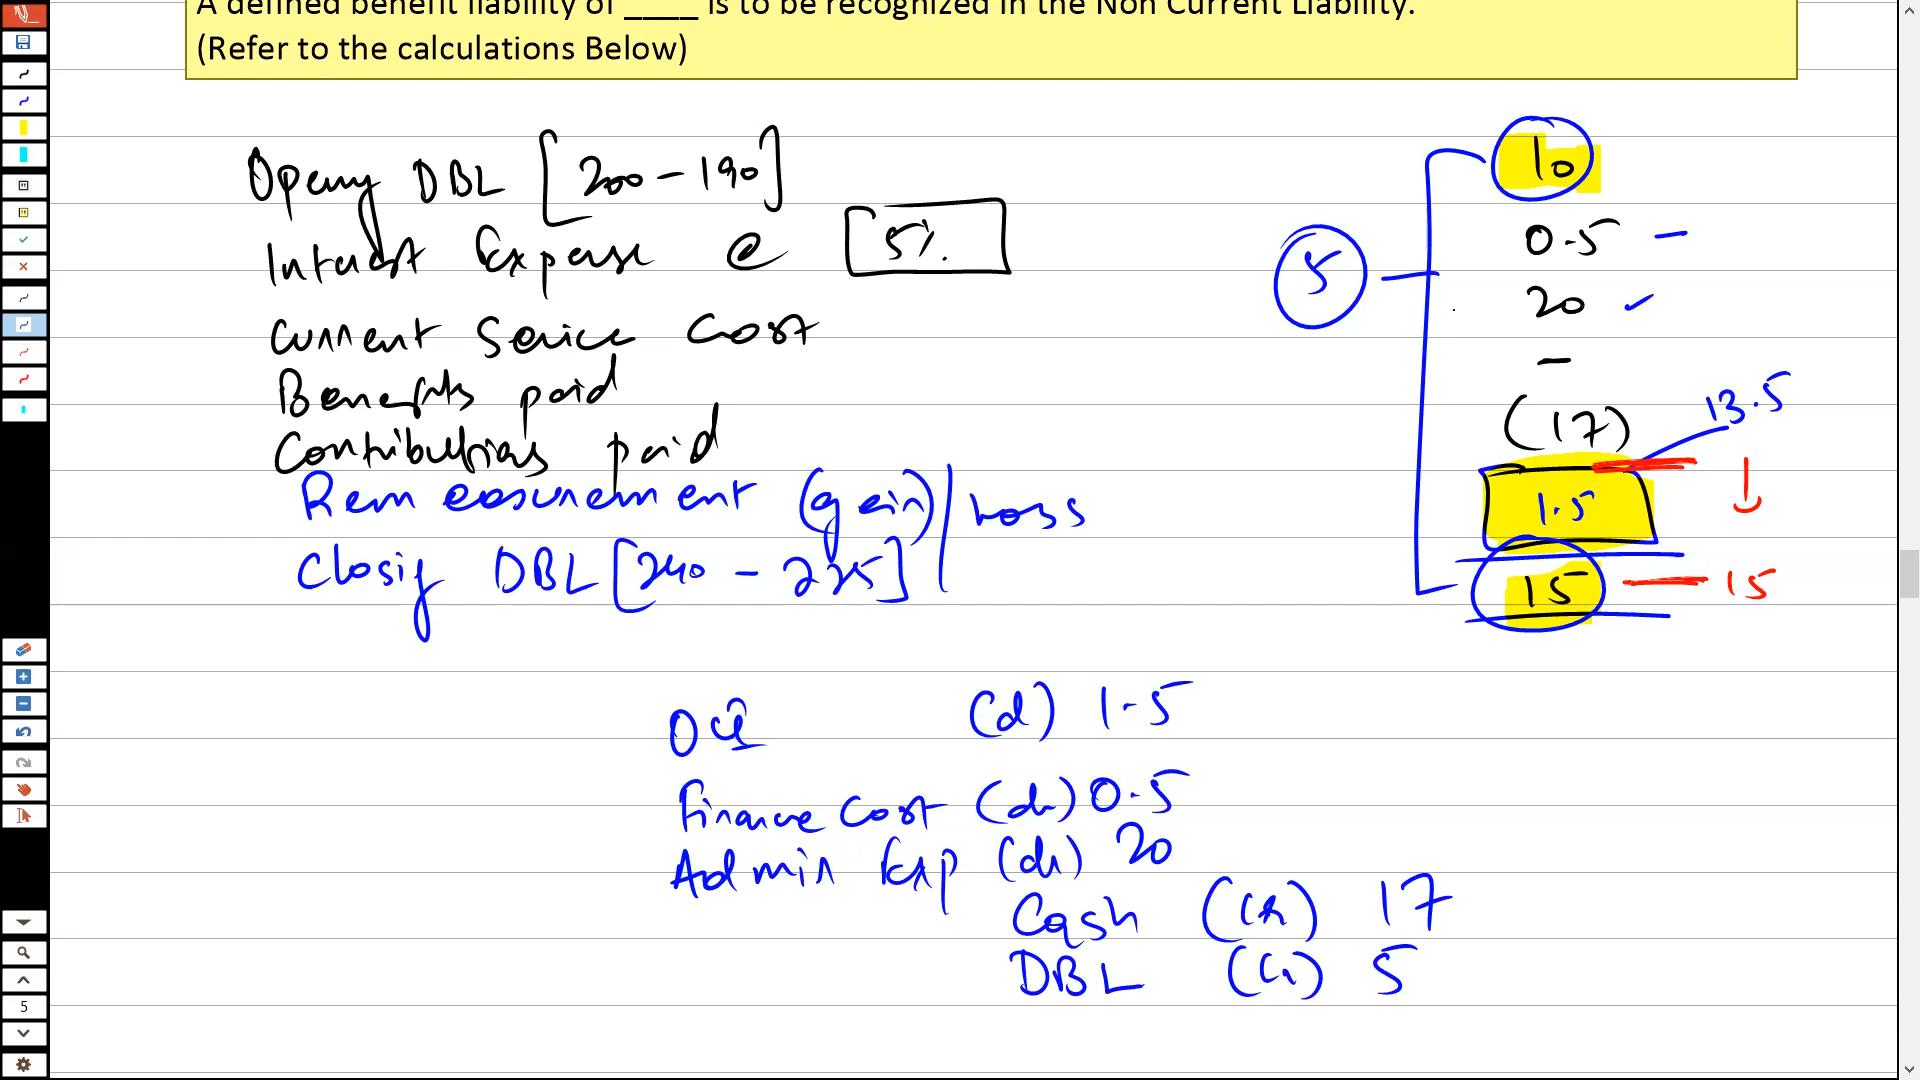 A defined benefit liability of ____ is to be recognized in the Non Current Liability.
(Refer to the calculations Below)
Opening DBL [200 - 190] 10
Interest Expense @ 5%. 0.5 -
5
Current Service Cost 20 ✓
Benefits paid -
Contributions paid (17) 13.5
Remeasurement (gain) / Loss 1.5
Closing DBL [240 - 225] 15 15
OCI (d) 1.5
Finance Cost (dr) 0.5
Admin Exp (dr) 20
Cash (Cr) 17
DBL (Cr) 5
5